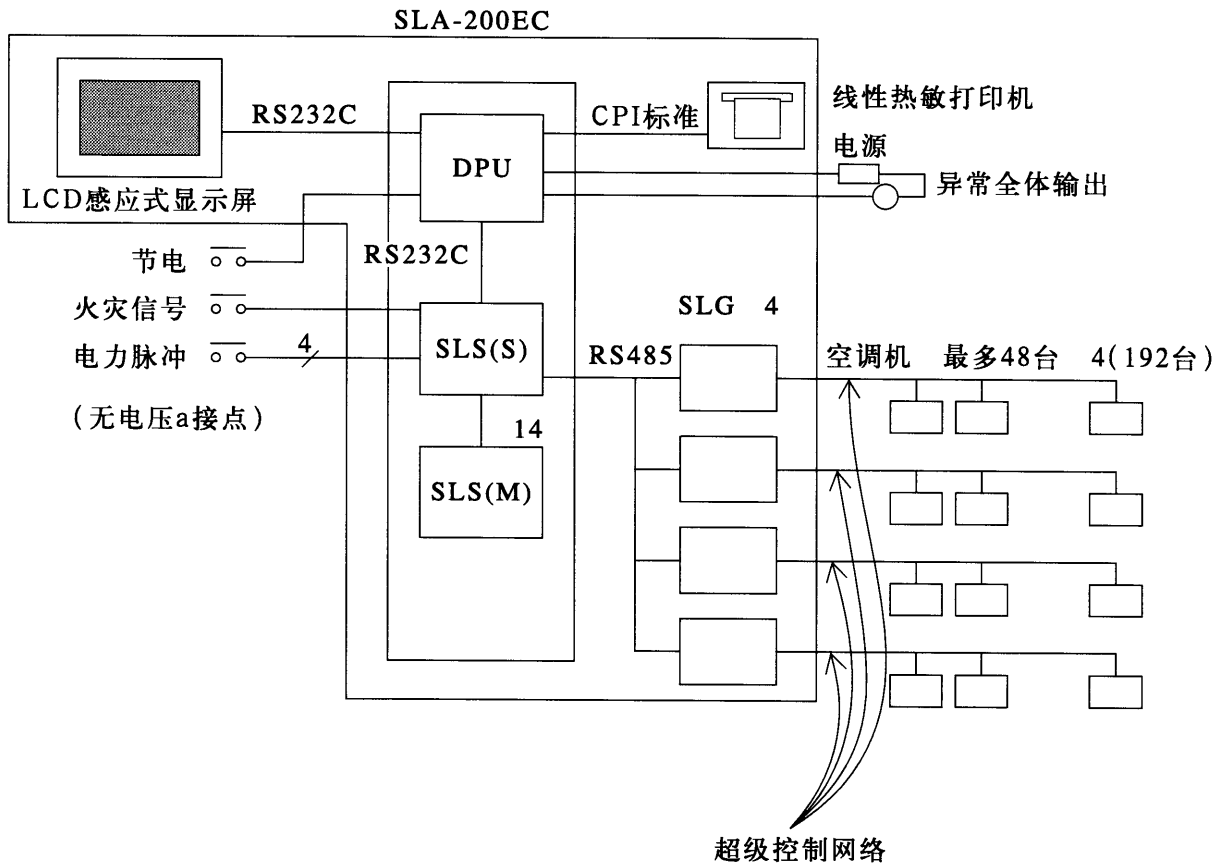 SLA-200EC
RS232C
CPI标准
线性热敏打印机
电源
DPU
异常全体输出
LCD感应式显示屏
节电
RS232C
火灾信号
SLG 4
电力脉冲
4
SLS(S)
RS485
空调机 最多48台 4(192台)
(无电压a接点)
14
SLS(M)
超级控制网络